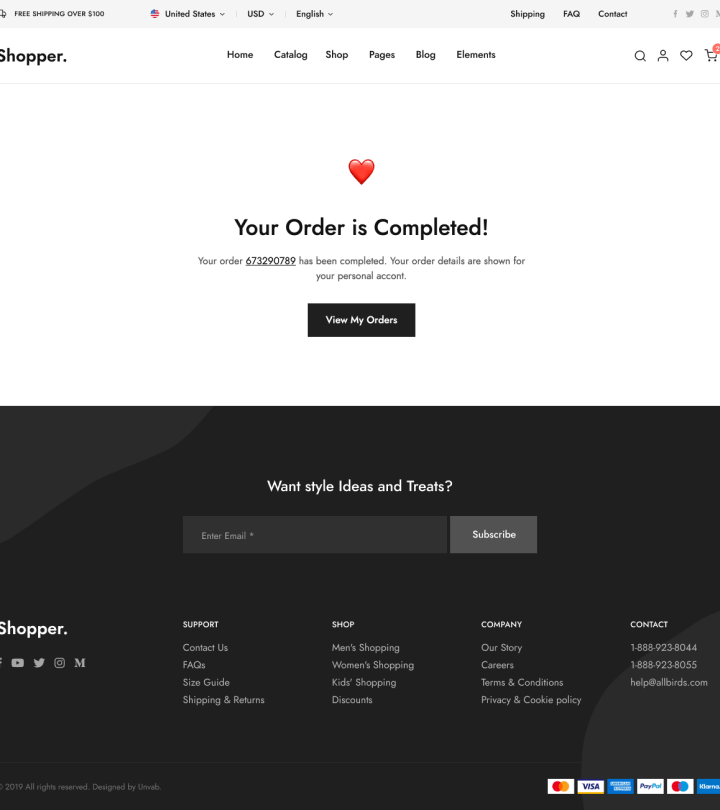 FREE SHIPPING OVER $100 United States USD English Shipping FAQ Contact
Shopper. Home Catalog Shop Pages Blog Elements 2
Your Order is Completed!
Your order 673290789 has been completed. Your order details are shown for
your personal accont.
View My Orders
Want style Ideas and Treats?
Enter Email * Subscribe
Shopper. SUPPORT SHOP COMPANY CONTACT
Contact Us Men's Shopping Our Story 1-888-923-8044
FAQs Women's Shopping Careers 1-888-923-8055
Size Guide Kids' Shopping Terms & Conditions help@allbirds.com
Shipping & Returns Discounts Privacy & Cookie policy
© 2019 All rights reserved. Designed by Unvab. VISA PayPal Klarna.